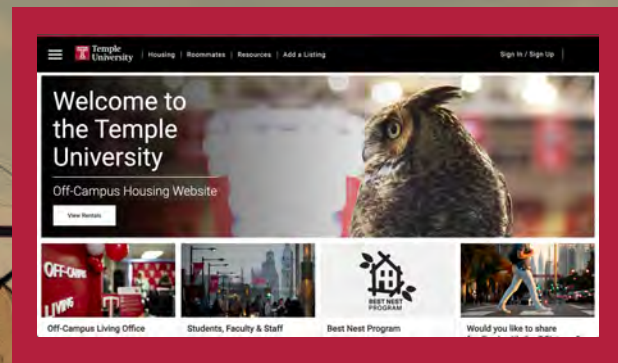 Temple
University
Housing | Roommates | Resources | Add a Listing
Sign In / Sign Up
Welcome to
the Temple
University
Off-Campus Housing Website
View Rentals
OFF-CAMPUS
LIVING
BEST NEST
PROGRAM
Off-Campus Living Office
Students, Faculty & Staff
Best Nest Program
Would you like to share